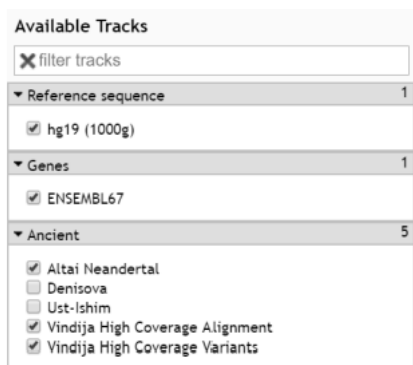 Available Tracks
filter tracks
Reference sequence 1
hg19 (1000g)
Genes 1
ENSEMBL67
Ancient 5
Altai Neandertal
Denisova
Ust-Ishim
Vindija High Coverage Alignment
Vindija High Coverage Variants